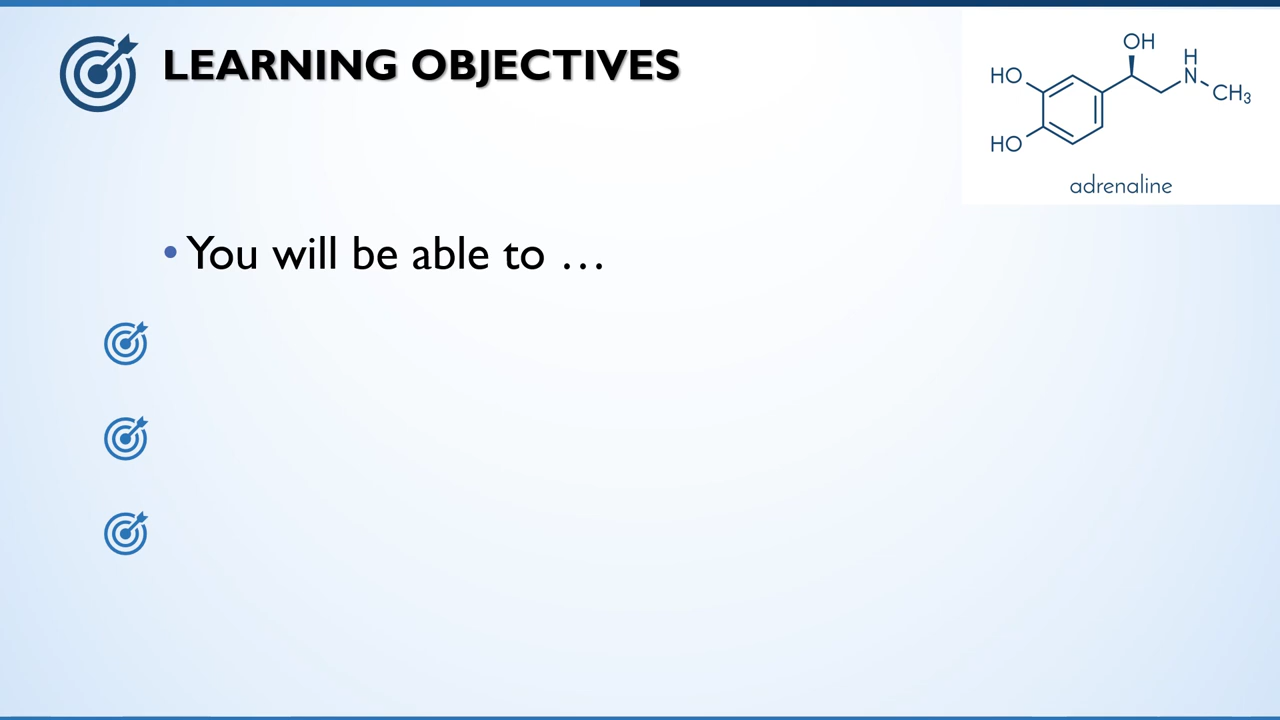 LEARNING OBJECTIVES
OH
H
HO
N
CH3
HO
adrenaline
• You will be able to …